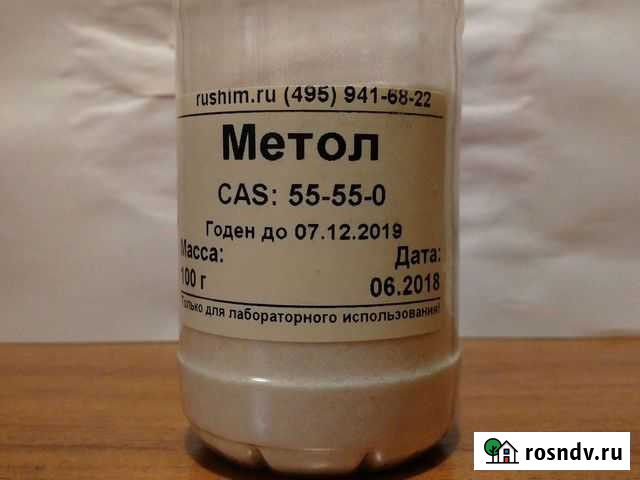 rushim.ru (495) 941-68-22
Метол
CAS: 55-55-0
Годен до 07.12.2019
Масса:
100 г
Дата:
06.2018
Только для лабораторного использования!
rosndv.ru